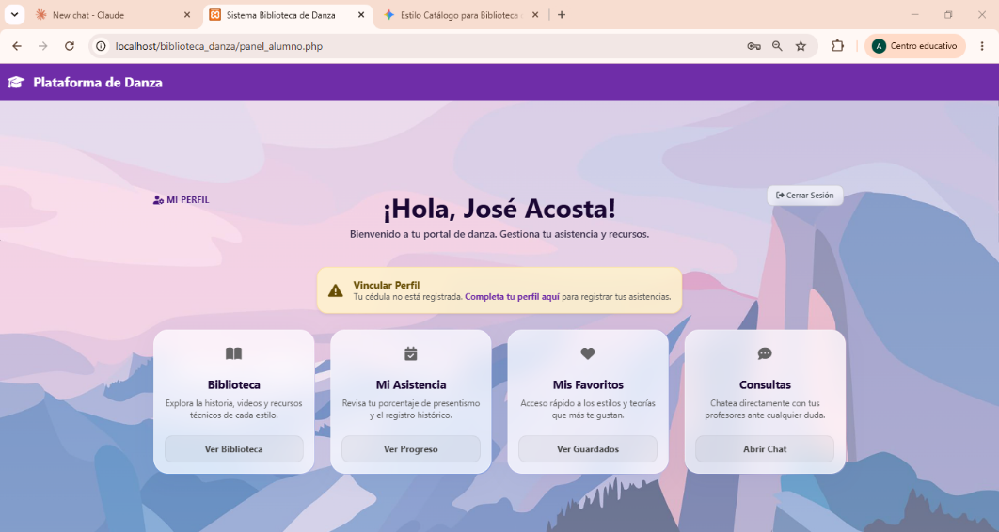 New chat - Claude
Sistema Biblioteca de Danza
Estilo Catálogo para Biblioteca
localhost/biblioteca_danza/panel_alumno.php
A
Centro educativo
Plataforma de Danza
MI PERFIL
¡Hola, José Acosta!
Cerrar Sesión
Bienvenido a tu portal de danza. Gestiona tu asistencia y recursos.
Vincular Perfil
Tu cédula no está registrada. Completa tu perfil aquí para registrar tus asistencias.
Biblioteca
Explora la historia, videos y recursos
técnicos de cada estilo.
Ver Biblioteca
Mi Asistencia
Revisa tu porcentaje de presentismo
y el registro histórico.
Ver Progreso
Mis Favoritos
Acceso rápido a los estilos y teorías
que más te gustan.
Ver Guardados
Consultas
Chatea directamente con tus
profesores ante cualquier duda.
Abrir Chat